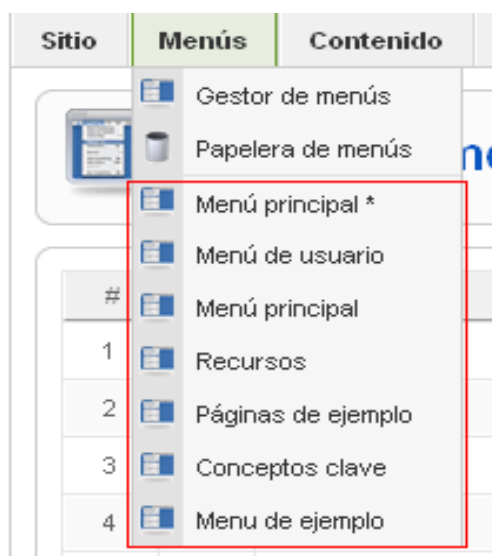 Sitio Menús Contenido
Gestor de menús
Papelera de menús
Menú principal *
Menú de usuario
#
Menú principal
1
Recursos
2
Páginas de ejemplo
3
Conceptos clave
4
Menu de ejemplo